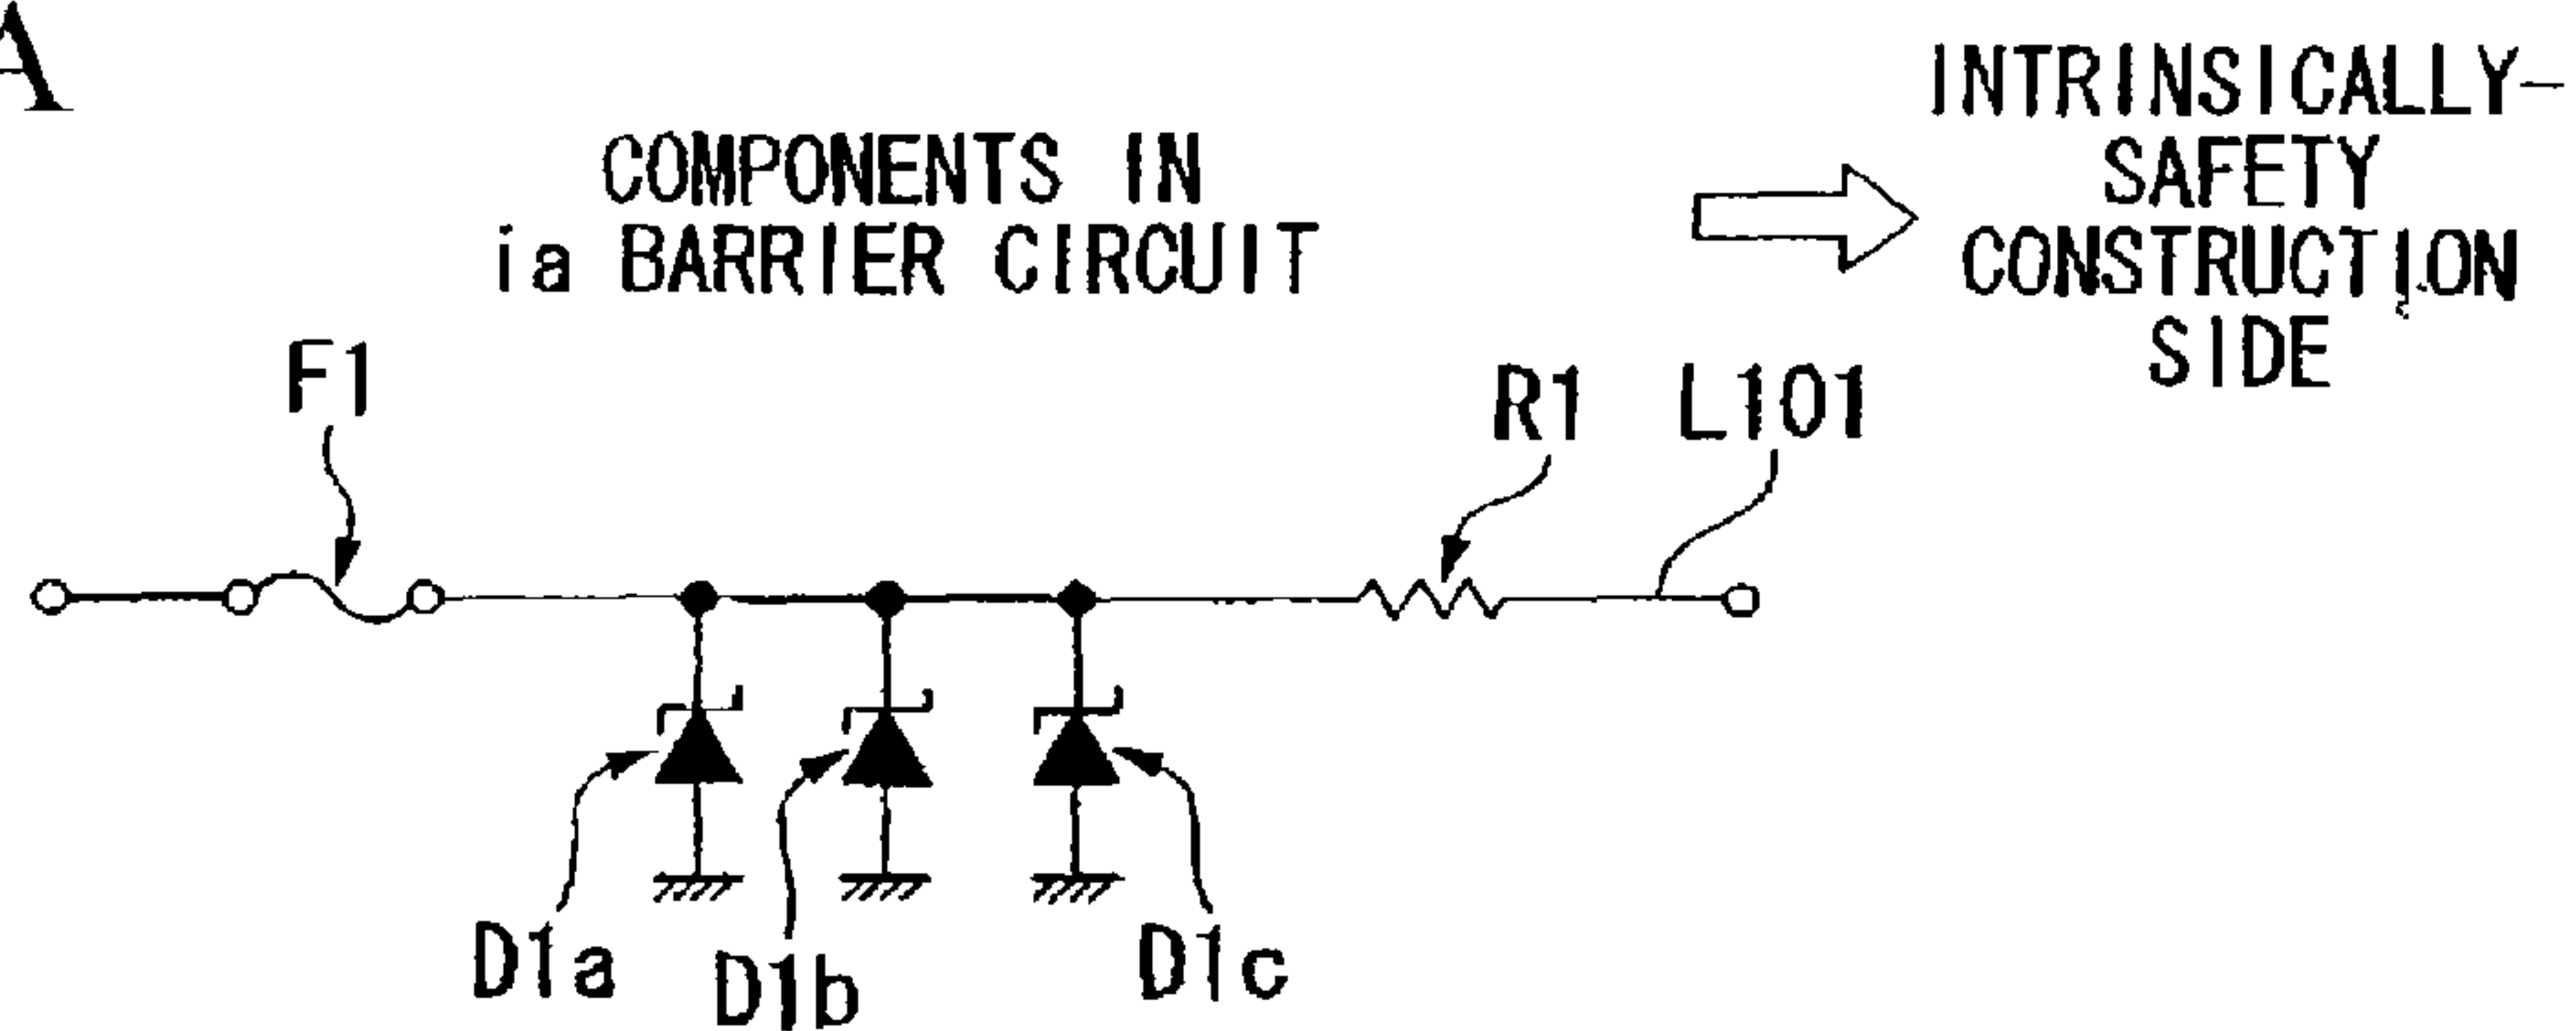 A
COMPONENTS IN
ia BARRIER CIRCUIT
INTRINSICALLY-
SAFETY
CONSTRUCTION
SIDE
F1
R1
L101
D1a
D1b
D1c